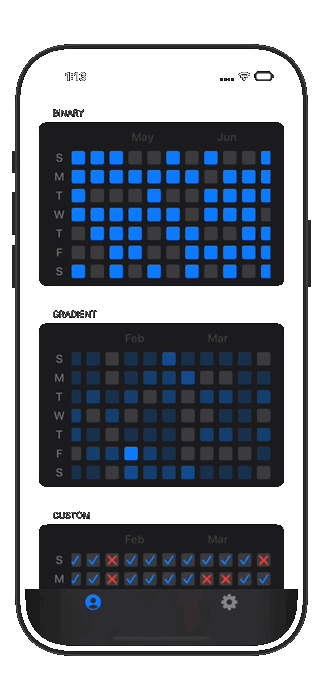 1:13
BINARY
May Jun
S
M
T
W
T
F
S
GRADIENT
Feb Mar
S
M
T
W
T
F
S
CUSTOM
Feb Mar
S
M